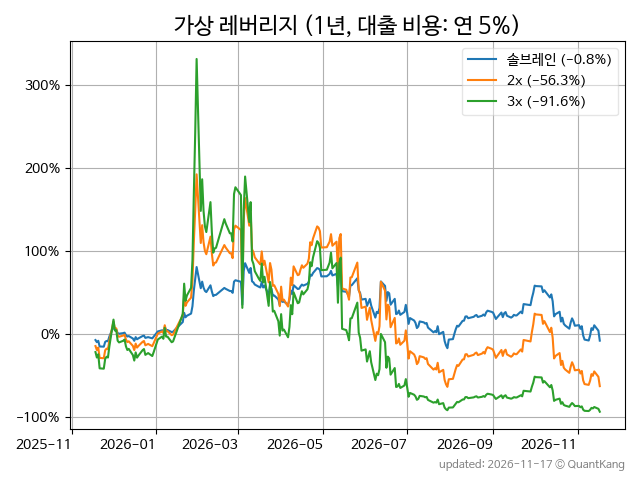 가상 레버리지 (1년, 대출 비용: 연 5%)
솔브레인 (−0.8%)
2x (−56.3%)
3x (−91.6%)
300%
200%
100%
0%
−100%
2025-11 2026-01 2026-03 2026-05 2026-07 2026-09 2026-11
updated: 2026-11-17 © QuantKang